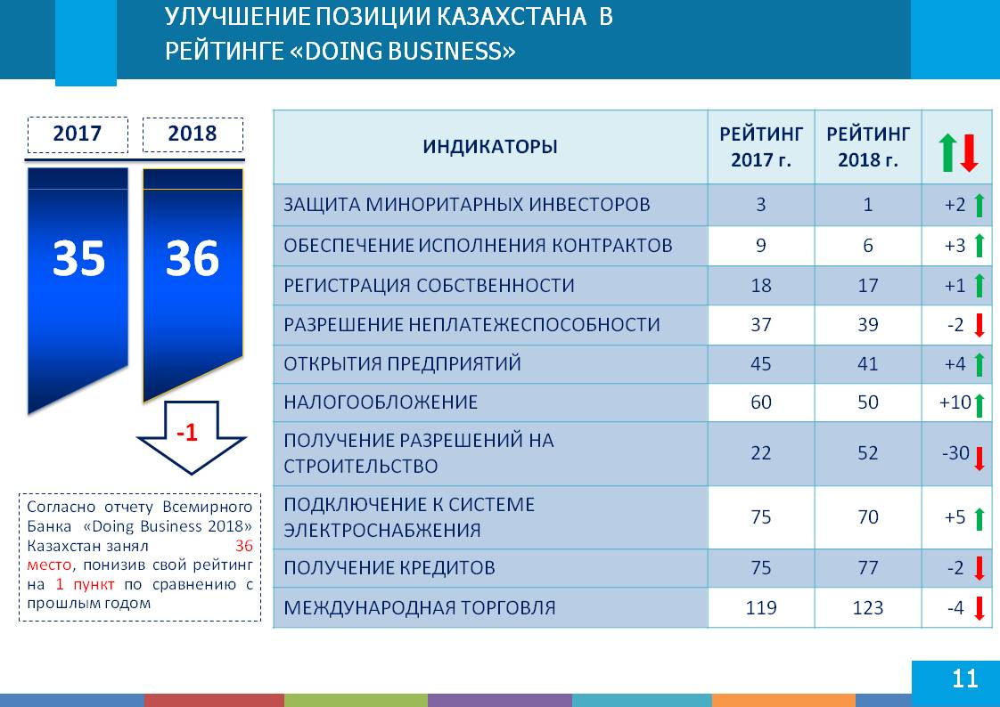 УЛУЧШЕНИЕ ПОЗИЦИИ КАЗАХСТАНА В
РЕЙТИНГЕ «DOING BUSINESS»
2017 2018
35 36
-1
Согласно отчету Всемирного
Банка «Doing Business 2018»
Казахстан занял 36
место, понизив свой рейтинг
на 1 пункт по сравнению с
прошлым годом
ИНДИКАТОРЫ РЕЙТИНГ 2017 г. РЕЙТИНГ 2018 г.
ЗАЩИТА МИНОРИТАРНЫХ ИНВЕСТОРОВ 3 1 +2
ОБЕСПЕЧЕНИЕ ИСПОЛНЕНИЯ КОНТРАКТОВ 9 6 +3
РЕГИСТРАЦИЯ СОБСТВЕННОСТИ 18 17 +1
РАЗРЕШЕНИЕ НЕПЛАТЕЖЕСПОСОБНОСТИ 37 39 -2
ОТКРЫТИЯ ПРЕДПРИЯТИЙ 45 41 +4
НАЛОГООБЛОЖЕНИЕ 60 50 +10
ПОЛУЧЕНИЕ РАЗРЕШЕНИЙ НА
СТРОИТЕЛЬСТВО 22 52 -30
ПОДКЛЮЧЕНИЕ К СИСТЕМЕ
ЭЛЕКТРОСНАБЖЕНИЯ 75 70 +5
ПОЛУЧЕНИЕ КРЕДИТОВ 75 77 -2
МЕЖДУНАРОДНАЯ ТОРГОВЛЯ 119 123 -4
11